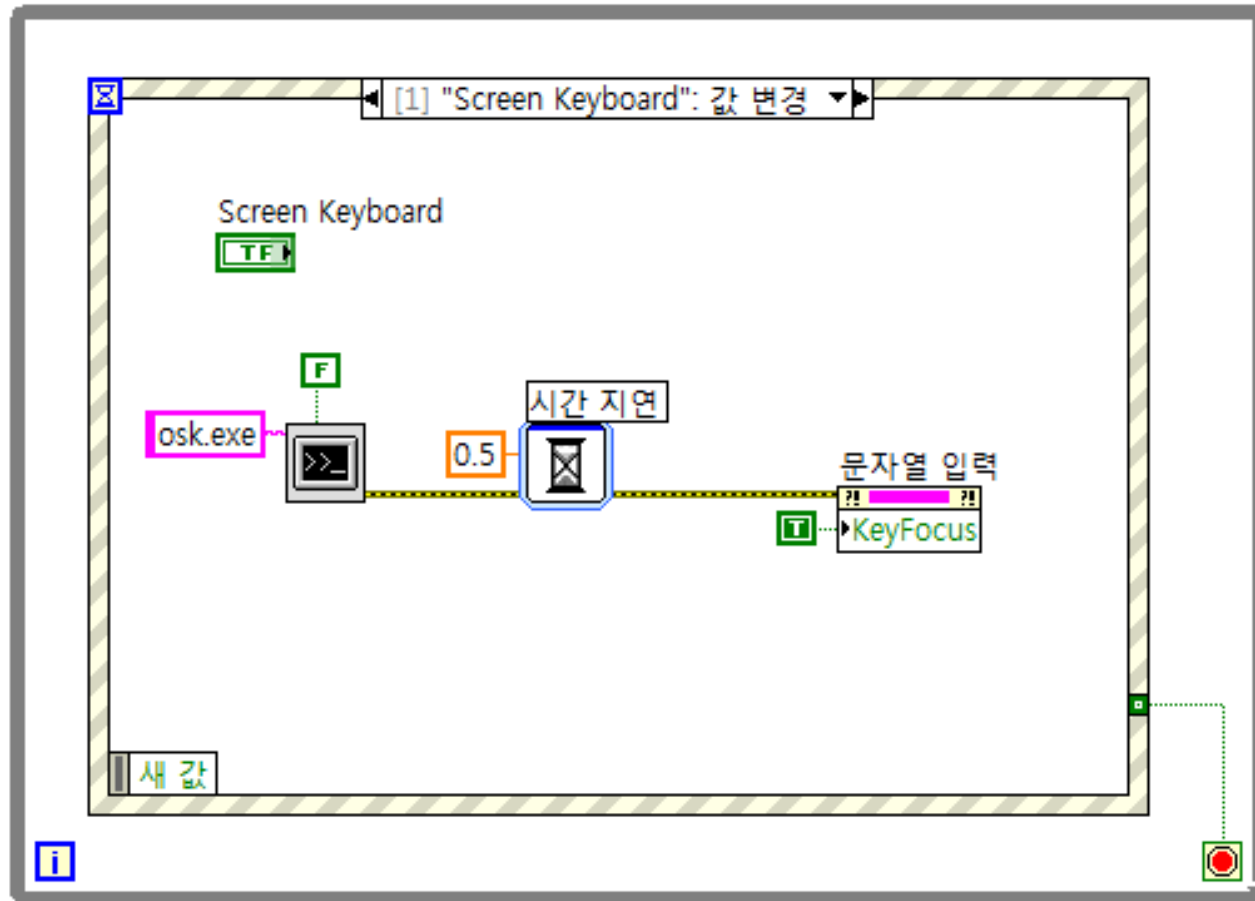 [1] "Screen Keyboard": 값 변경
Screen Keyboard
TF
F
osk.exe
>>_
시간 지연
0.5
문자열 입력
?! ?!
T
KeyFocus
새 값
i